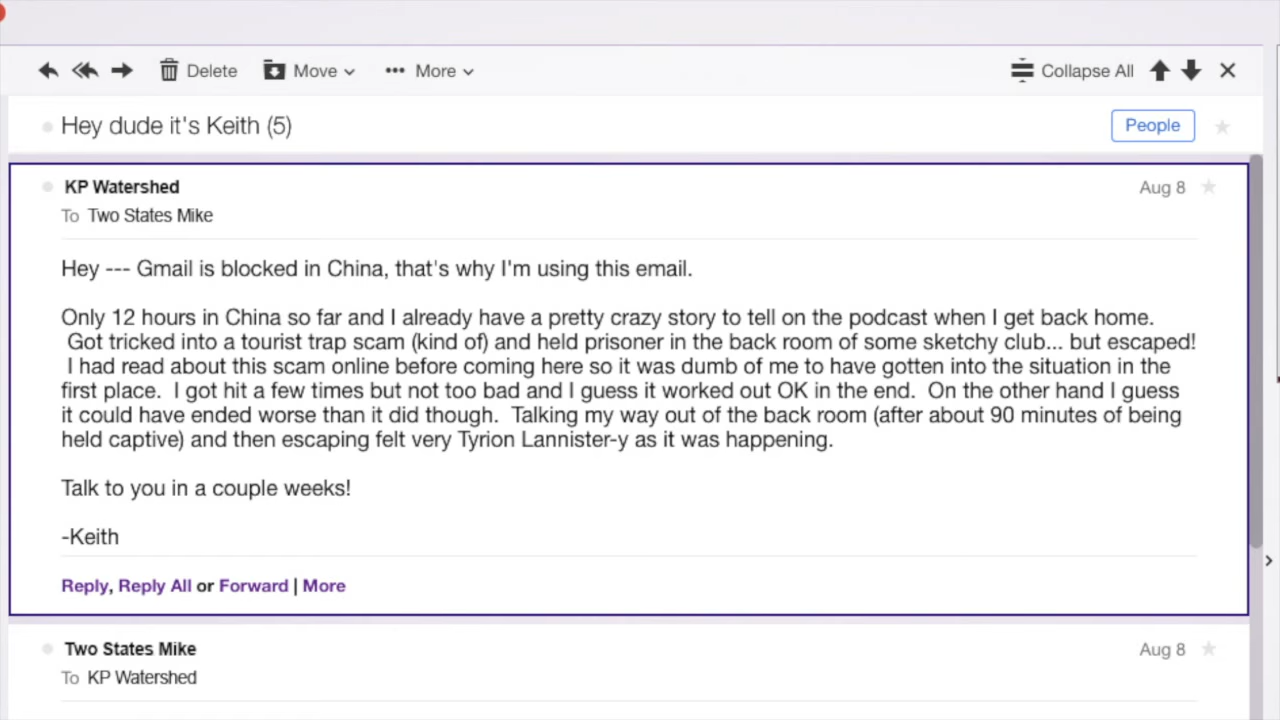 Delete Move More Collapse All
Hey dude it's Keith (5) People
KP Watershed Aug 8
To Two States Mike
Hey --- Gmail is blocked in China, that's why I'm using this email.
Only 12 hours in China so far and I already have a pretty crazy story to tell on the podcast when I get back home.
Got tricked into a tourist trap scam (kind of) and held prisoner in the back room of some sketchy club... but escaped!
I had read about this scam online before coming here so it was dumb of me to have gotten into the situation in the
first place.  I got hit a few times but not too bad and I guess it worked out OK in the end.  On the other hand I guess
it could have ended worse than it did though.  Talking my way out of the back room (after about 90 minutes of being
held captive) and then escaping felt very Tyrion Lannister-y as it was happening.
Talk to you in a couple weeks!
-Keith
Reply, Reply All or Forward | More
Two States Mike Aug 8
To KP Watershed